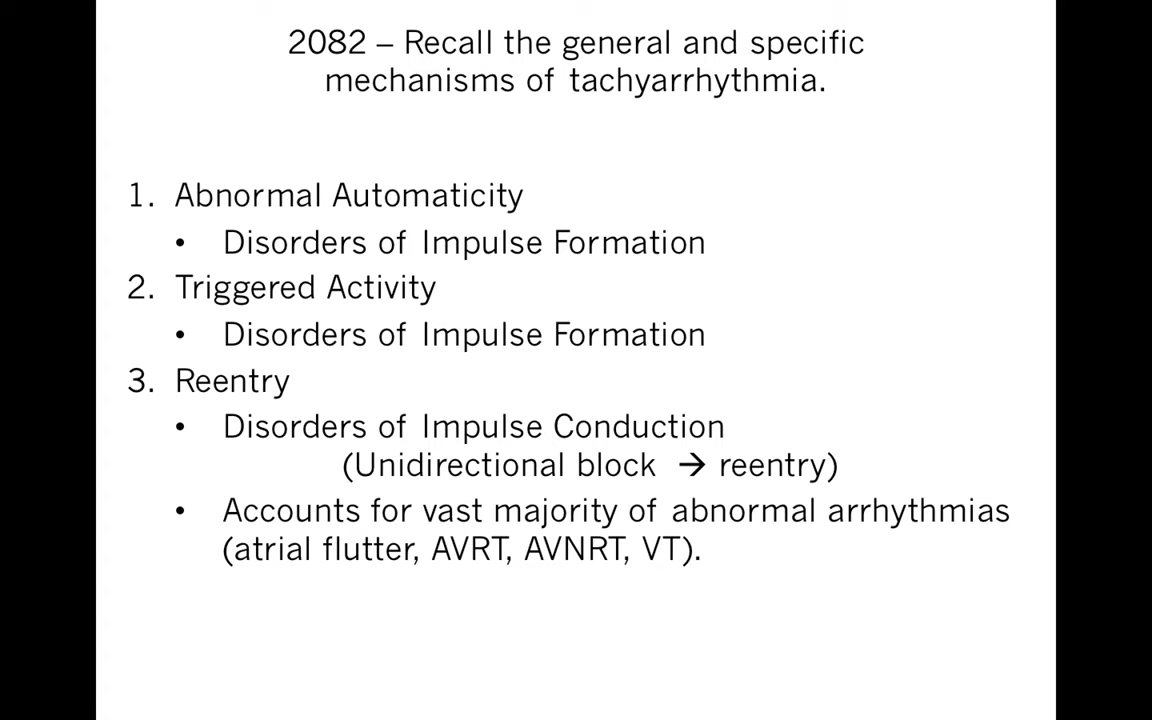 2082 – Recall the general and specific
mechanisms of tachyarrhythmia.
1. Abnormal Automaticity
• Disorders of Impulse Formation
2. Triggered Activity
• Disorders of Impulse Formation
3. Reentry
• Disorders of Impulse Conduction
(Unidirectional block → reentry)
• Accounts for vast majority of abnormal arrhythmias
(atrial flutter, AVRT, AVNRT, VT).